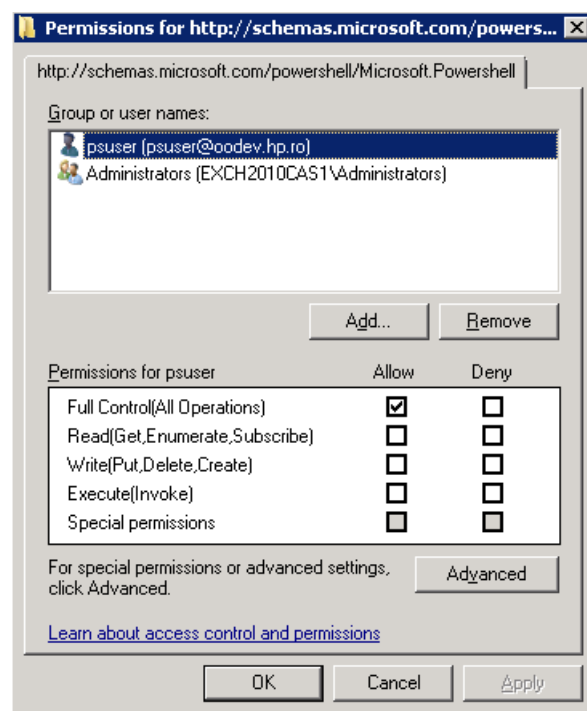 Permissions for http://schemas.microsoft.com/powers...
http://schemas.microsoft.com/powershell/Microsoft.Powershell
Group or user names:
psuser (psuser@oodev.hp.ro)
Administrators (EXCH2010CAS1\Administrators)
Add... Remove
Permissions for psuser Allow Deny
Full Control(All Operations)
Read(Get,Enumerate,Subscribe)
Write(Put,Delete,Create)
Execute(Invoke)
Special permissions
For special permissions or advanced settings,
click Advanced.
Advanced
Learn about access control and permissions
OK Cancel Apply